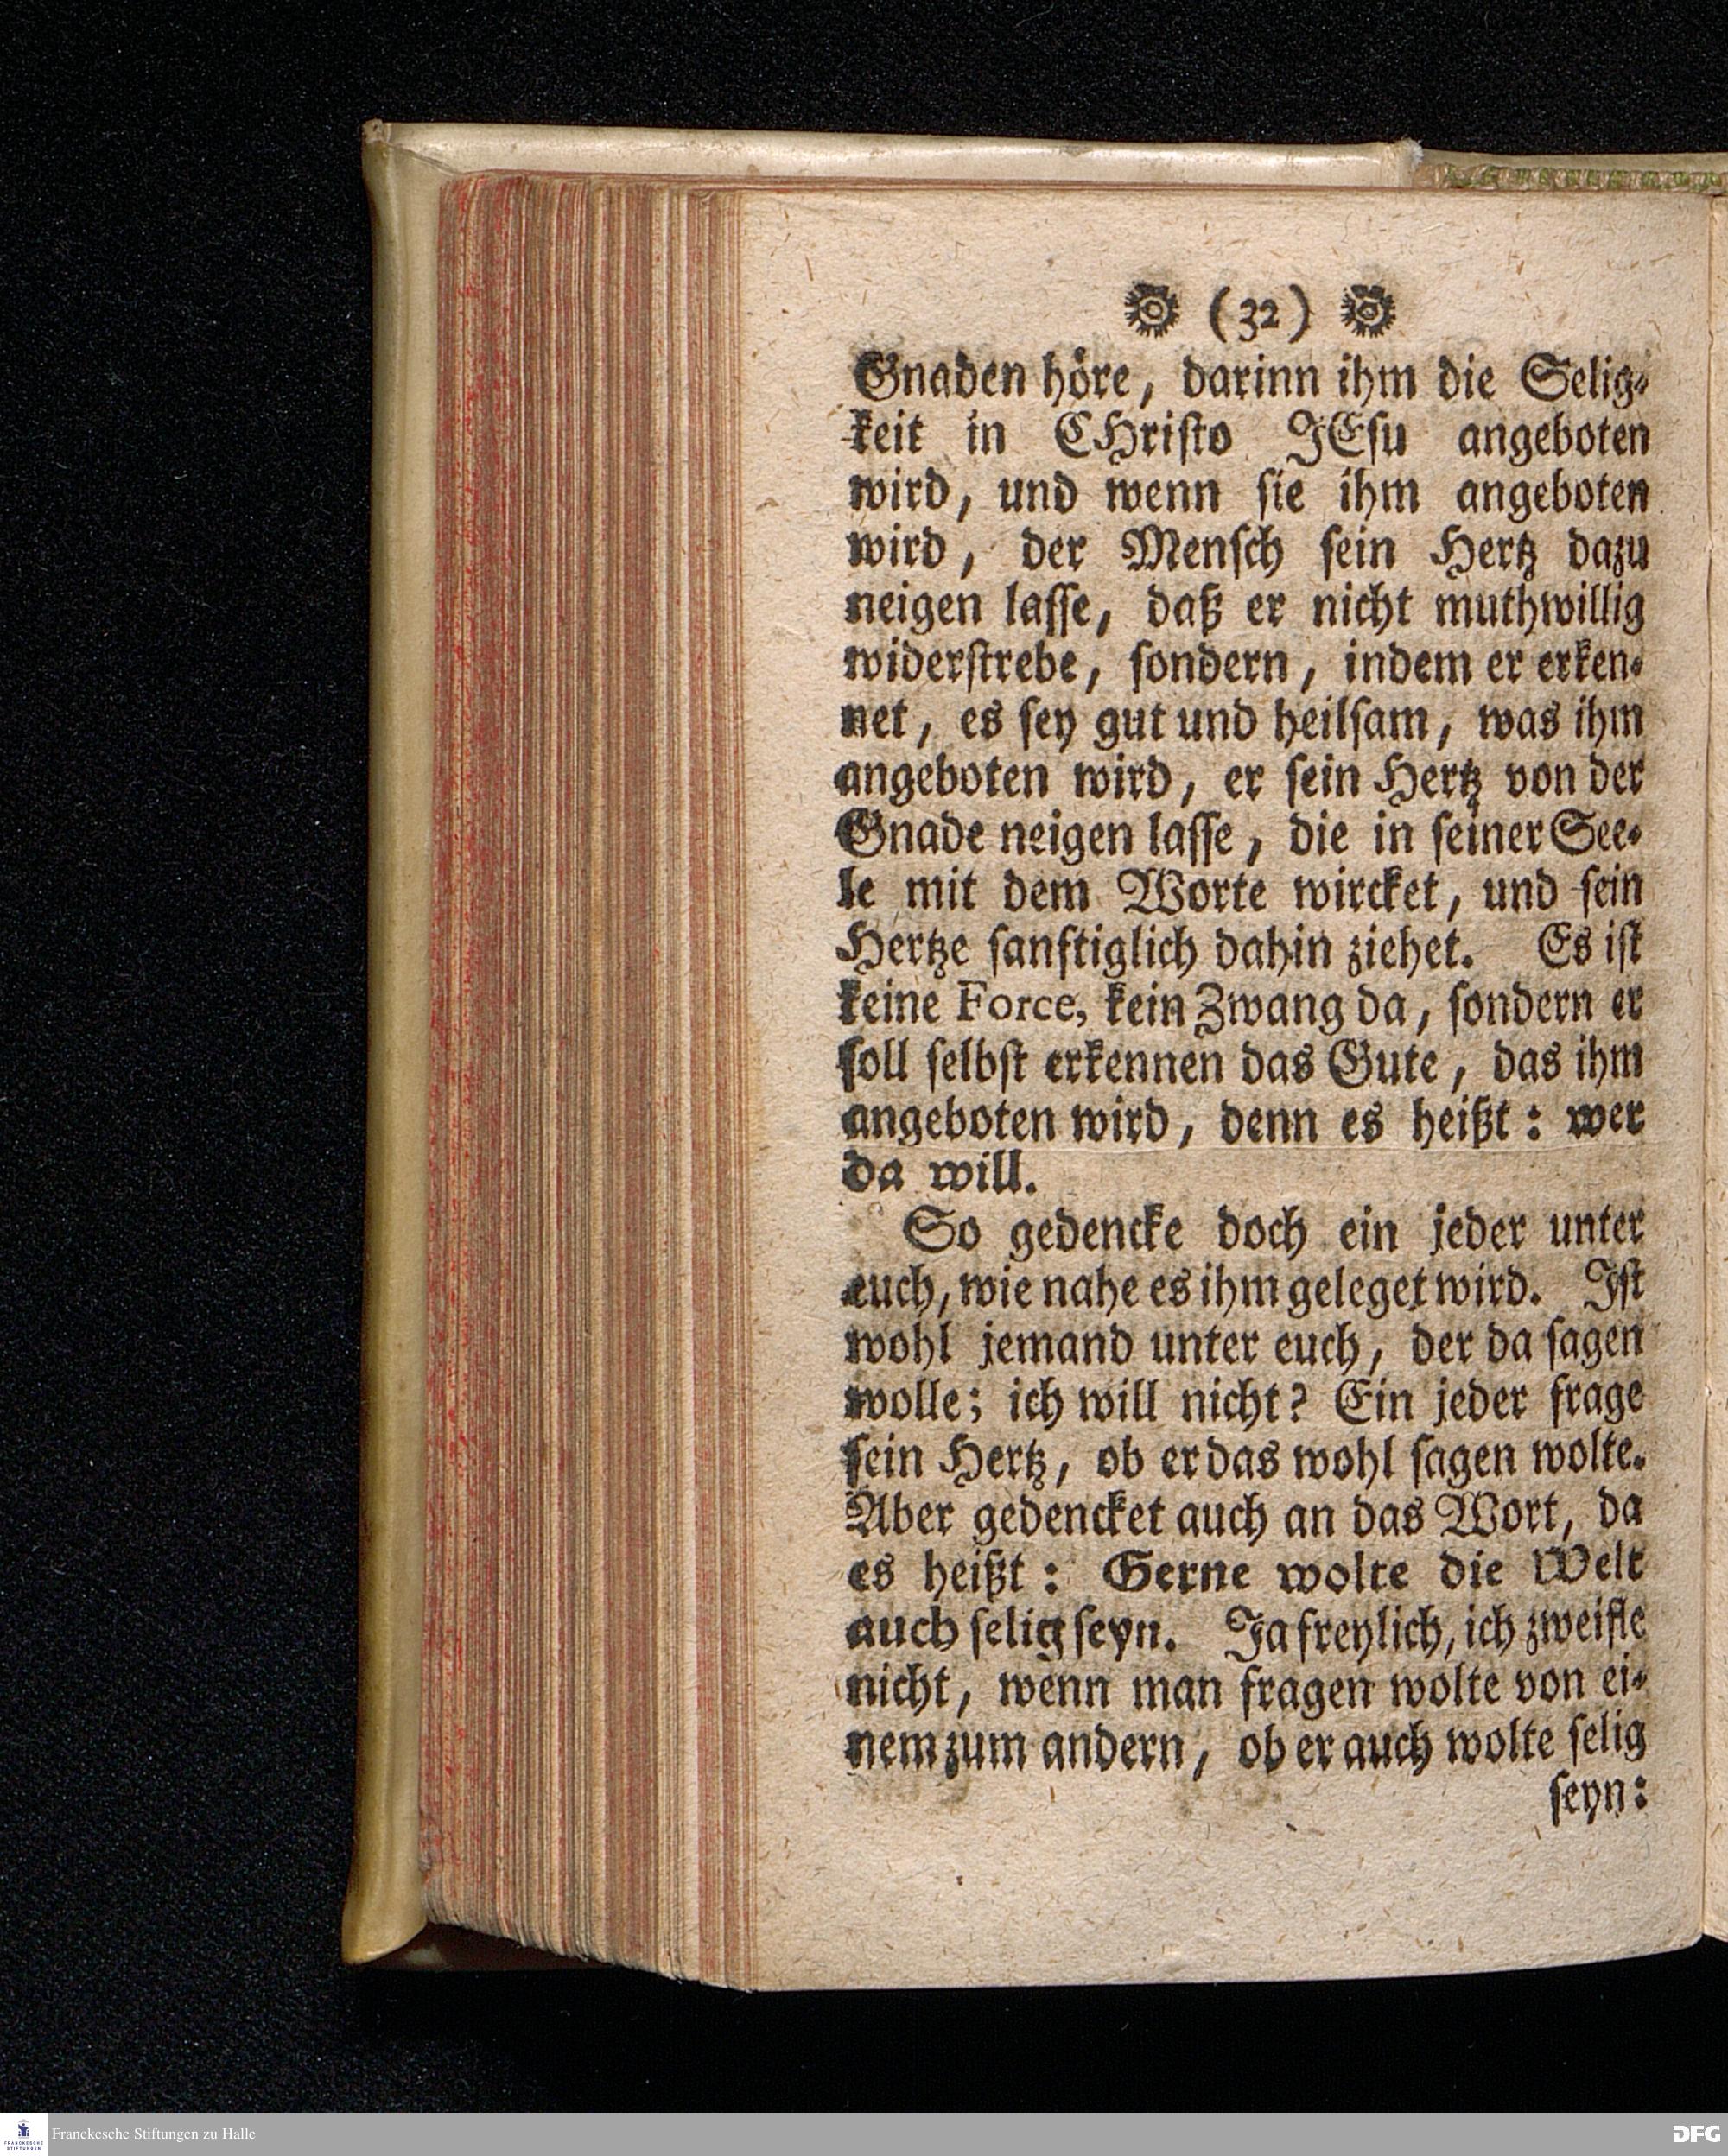 (32)
Gnaden höre, darinn ihm die Selig-
keit in CHristo JEsu angeboten
wird, und wenn sie ihm angeboten
wird, der Mensch sein Hertz dazu
neigen lasse, daß er nicht muthwillig
widerstrebe, sondern, indem er erken-
net, es sey gut und heilsam, was ihm
angeboten wird, er sein Hertz von der
Gnade neigen lasse, die in seiner See-
le mit dem Worte wircket, und sein
Hertze sanftiglich dahin ziehet. Es ist
keine Force, kein Zwang da, sondern er
soll selbst erkennen das Gute, das ihm
angeboten wird, denn es heißt: wer
da will.
So gedencke doch ein jeder unter
euch, wie nahe es ihm geleget wird. Ist
wohl jemand unter euch, der da sagen
wolle; ich will nicht? Ein jeder frage
sein Hertz, ob er das wohl sagen wolte.
Aber gedencket auch an das Wort, da
es heißt: Gerne wolte die Welt
auch selig seyn. Ja freylich, ich zweifle
nicht, wenn man fragen wolte von ei-
nem zum andern, ob er auch wolte selig
seyn:
FRANCKESCHE
STIFTUNGEN
Franckesche Stiftungen zu Halle
DFG